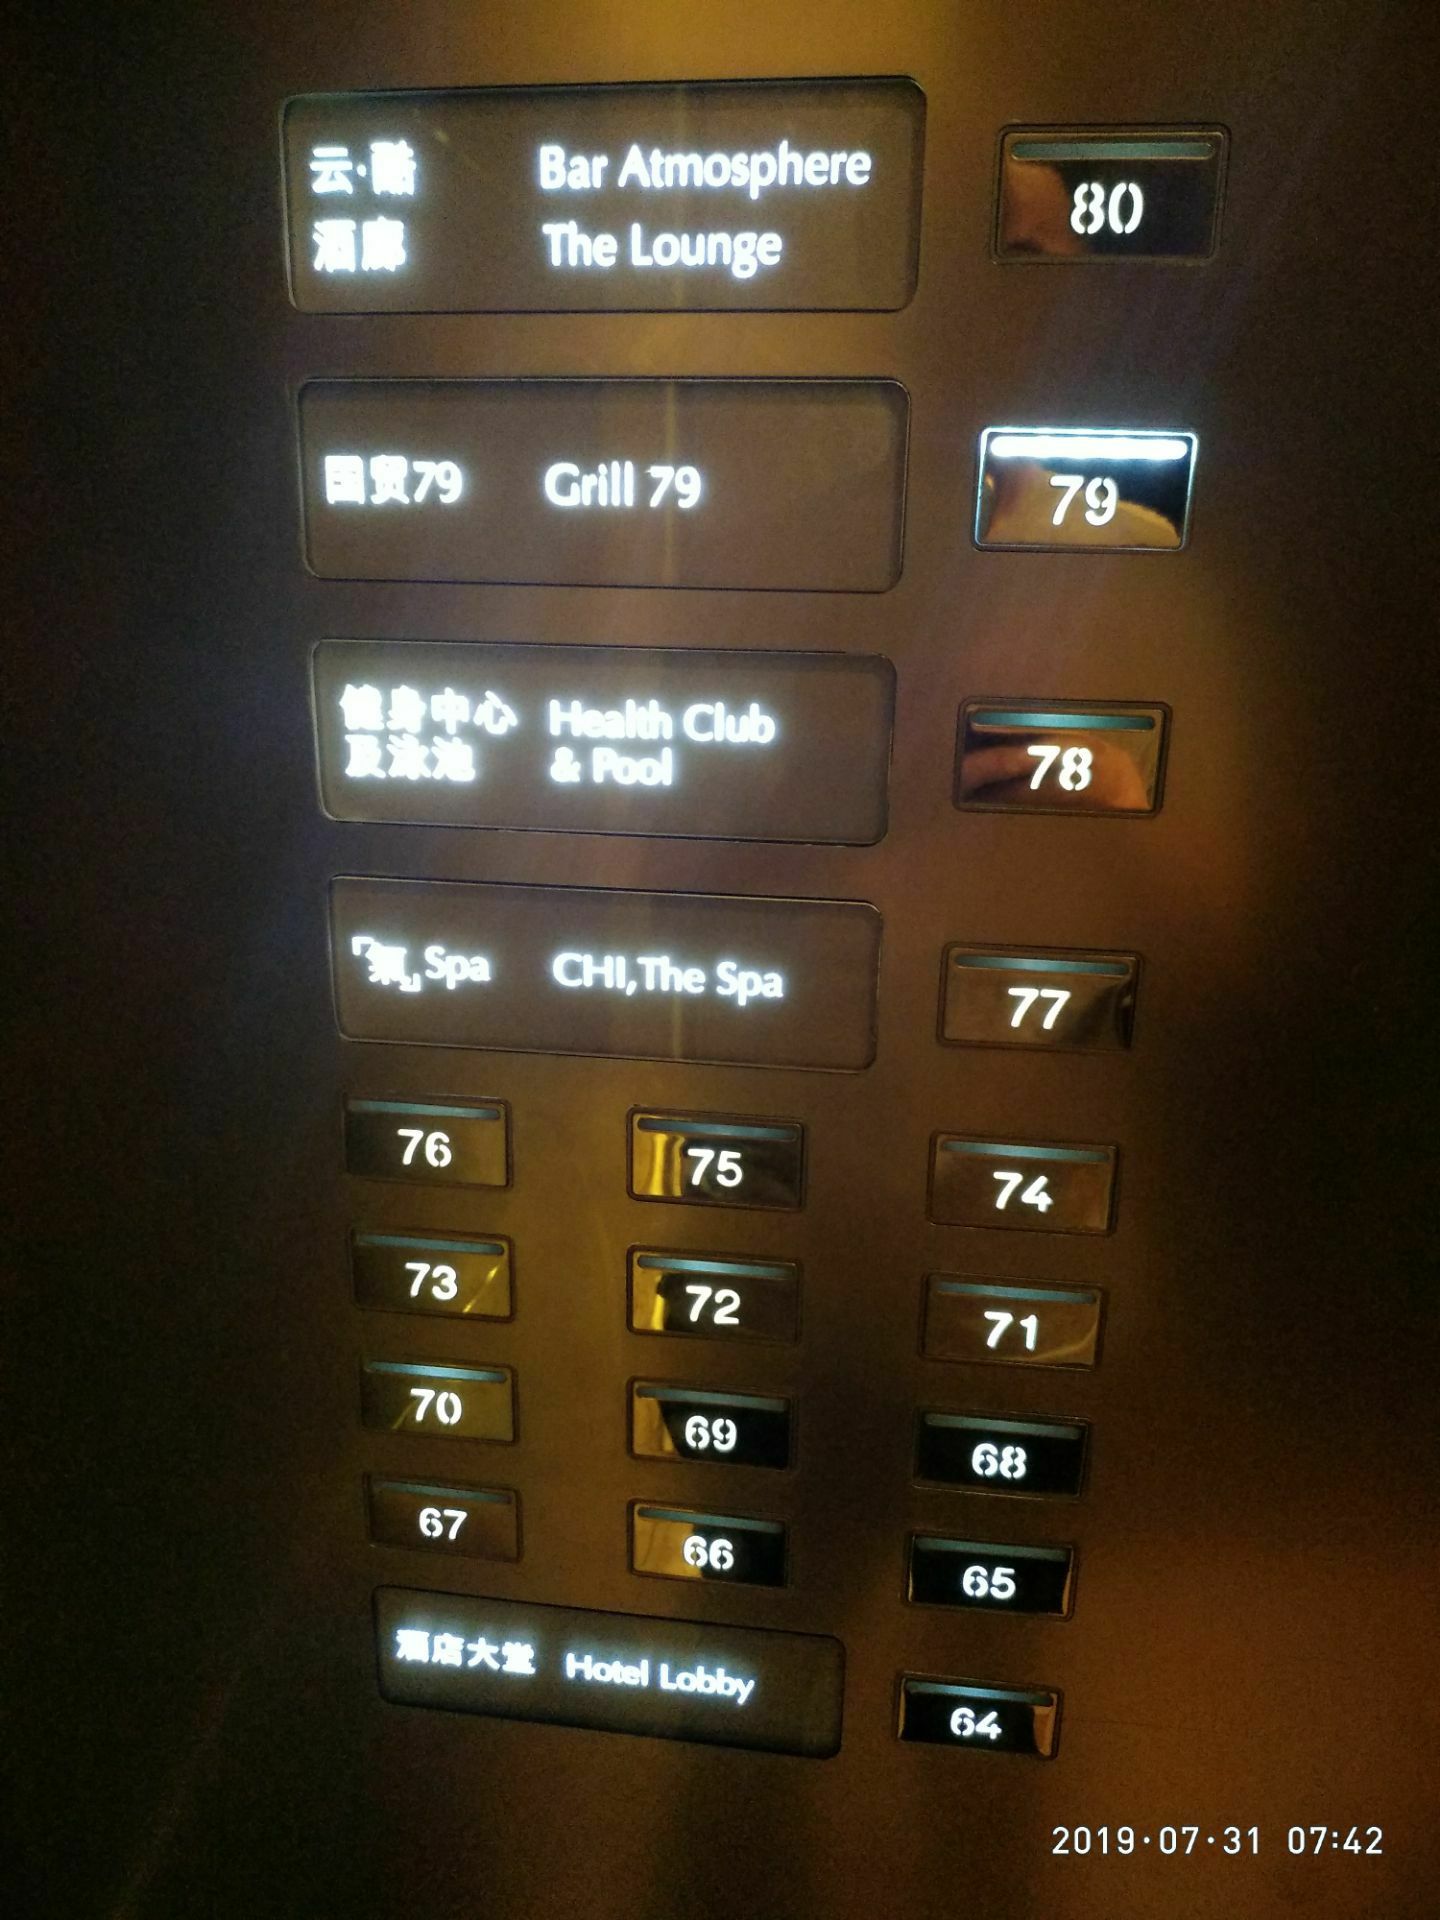 云·酷 Bar Atmosphere
酒廊 The Lounge
80
国贸79 Grill 79
79
健身中心 Health Club
及泳池 & Pool
78
「氣」Spa CHI,The Spa
77
76 75 74
73 72 71
70 69 68
67 66 65
酒店大堂 Hotel Lobby
64
2019·07·31 07:42